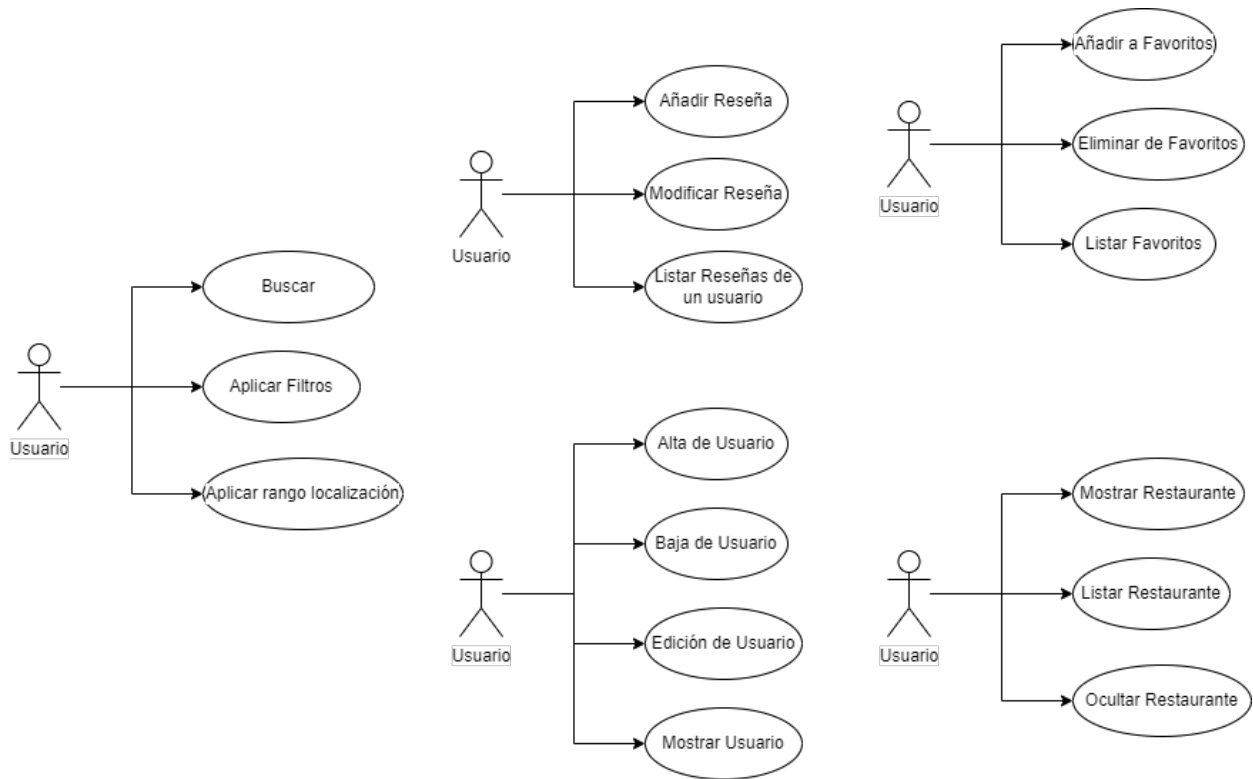 Buscar
Aplicar Filtros
Aplicar rango localización
Usuario
Añadir Reseña
Modificar Reseña
Listar Reseñas de
un usuario
Usuario
Alta de Usuario
Baja de Usuario
Edición de Usuario
Mostrar Usuario
Usuario
Añadir a Favoritos
Eliminar de Favoritos
Listar Favoritos
Usuario
Mostrar Restaurante
Listar Restaurante
Ocultar Restaurante
Usuario